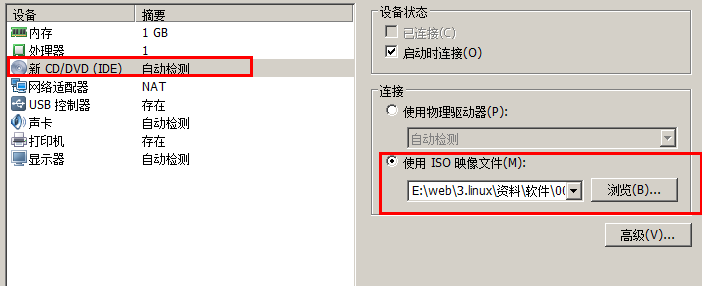 设备 摘要
内存 1 GB
处理器 1
新 CD/DVD (IDE) 自动检测
网络适配器 NAT
USB 控制器 存在
声卡 自动检测
打印机 存在
显示器 自动检测
设备状态
已连接(C)
启动时连接(O)
连接
使用物理驱动器(P):
自动检测
使用 ISO 映像文件(M):
E:\web\3.linux\资料\软件\00 浏览(B)...
高级(V)...